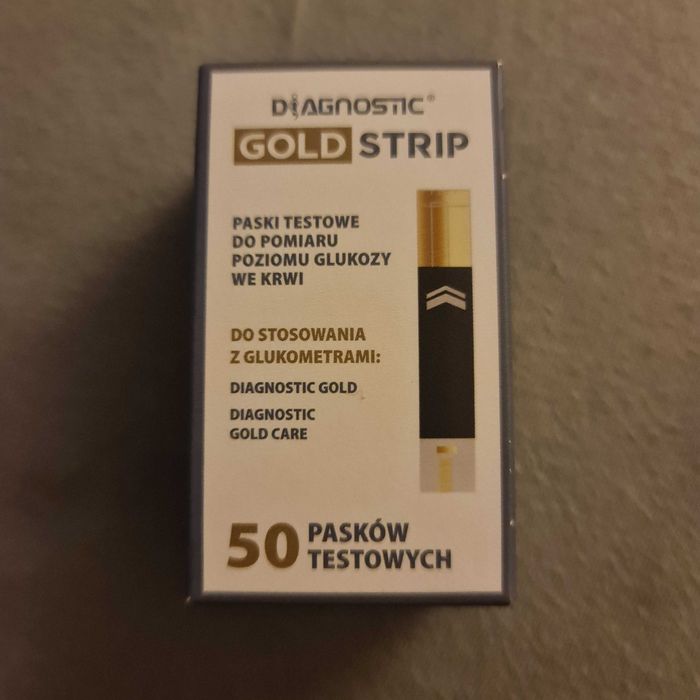 DIAGNOSTIC®
GOLD STRIP
PASKI TESTOWE
DO POMIARU
POZIOMU GLUKOZY
WE KRWI
DO STOSOWANIA
Z GLUKOMETRAMI:
DIAGNOSTIC GOLD
DIAGNOSTIC
GOLD CARE
50 PASKÓW
TESTOWYCH